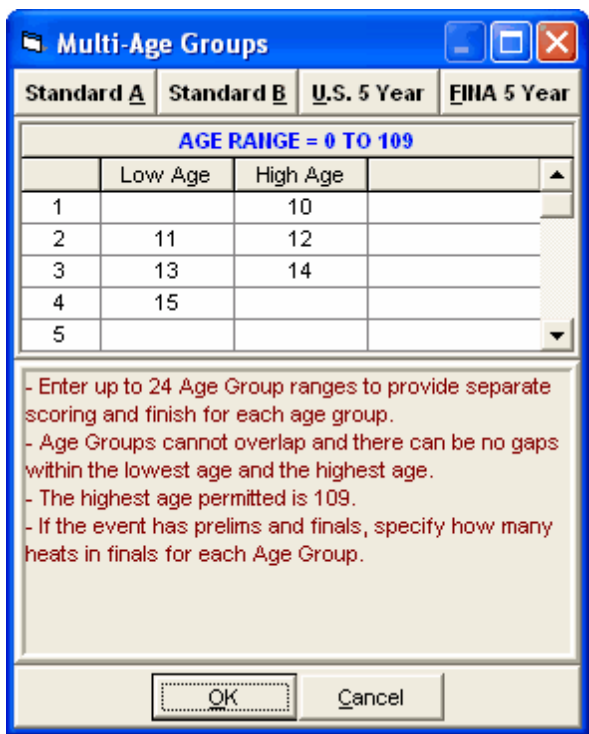 Multi-Age Groups
Standard A Standard B U.S. 5 Year FINA 5 Year
AGE RANGE = 0 TO 109
Low Age High Age
1 10
2 11 12
3 13 14
4 15
5
- Enter up to 24 Age Group ranges to provide separate
scoring and finish for each age group.
- Age Groups cannot overlap and there can be no gaps
within the lowest age and the highest age.
- The highest age permitted is 109.
- If the event has prelims and finals, specify how many
heats in finals for each Age Group.
OK Cancel